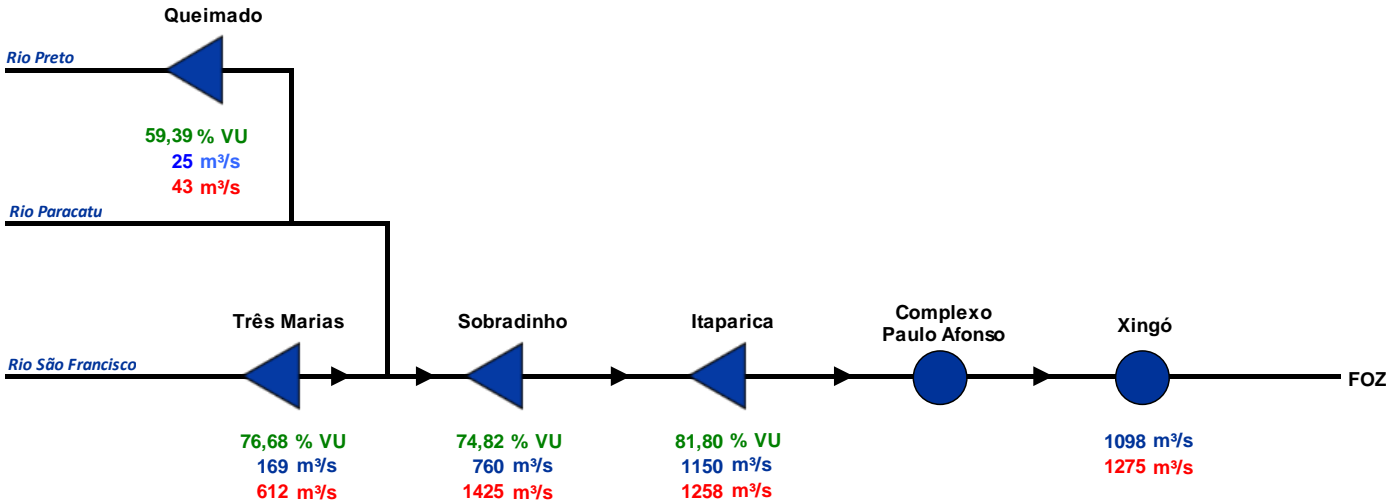 Queimado
Rio Preto
59,39 % VU
25 m³/s
43 m³/s
Rio Paracatu
Três Marias
Sobradinho
Itaparica
Complexo
Paulo Afonso
Xingó
Rio São Francisco
FOZ
76,68 % VU
169 m³/s
612 m³/s
74,82 % VU
760 m³/s
1425 m³/s
81,80 % VU
1150 m³/s
1258 m³/s
1098 m³/s
1275 m³/s